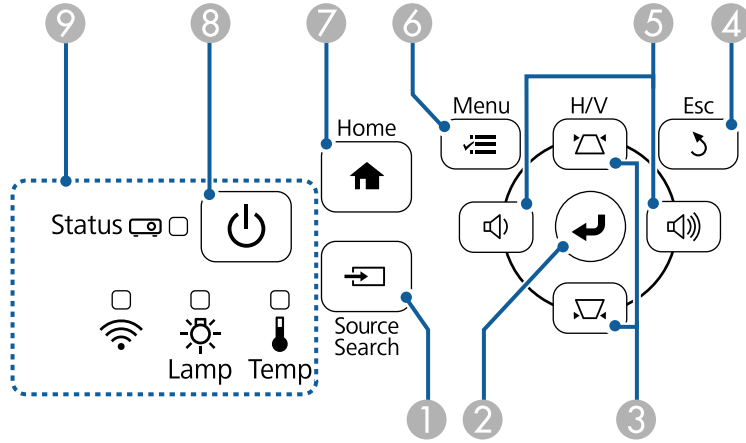 9 8 7 6 5 4
Menu H/V Esc
Home
Status
Source
Search
Lamp Temp
1 2 3